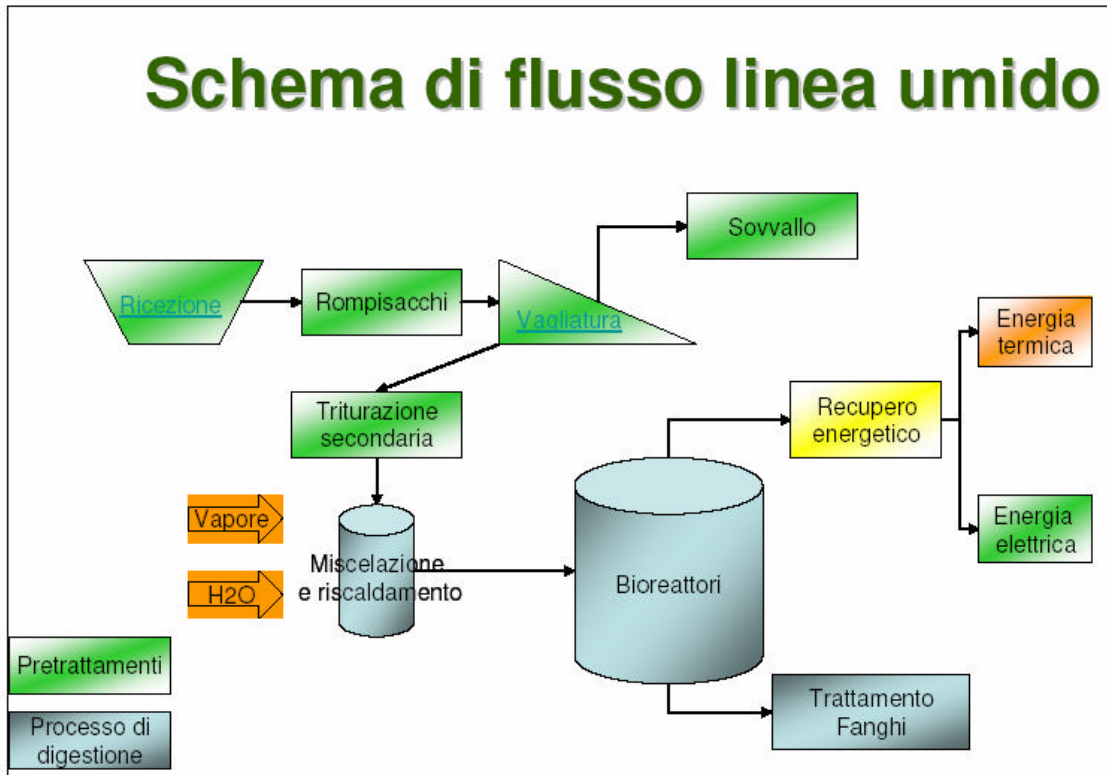 Schema di flusso linea umido
Sovvallo
Ricezione
Rompisacchi
Vagliatura
Energia
termica
Triturazione
secondaria
Recupero
energetico
Vapore
Energia
elettrica
Miscelazione
e riscaldamento
H2O
Bioreattori
Pretrattamenti
Trattamento
Fanghi
Processo di
digestione